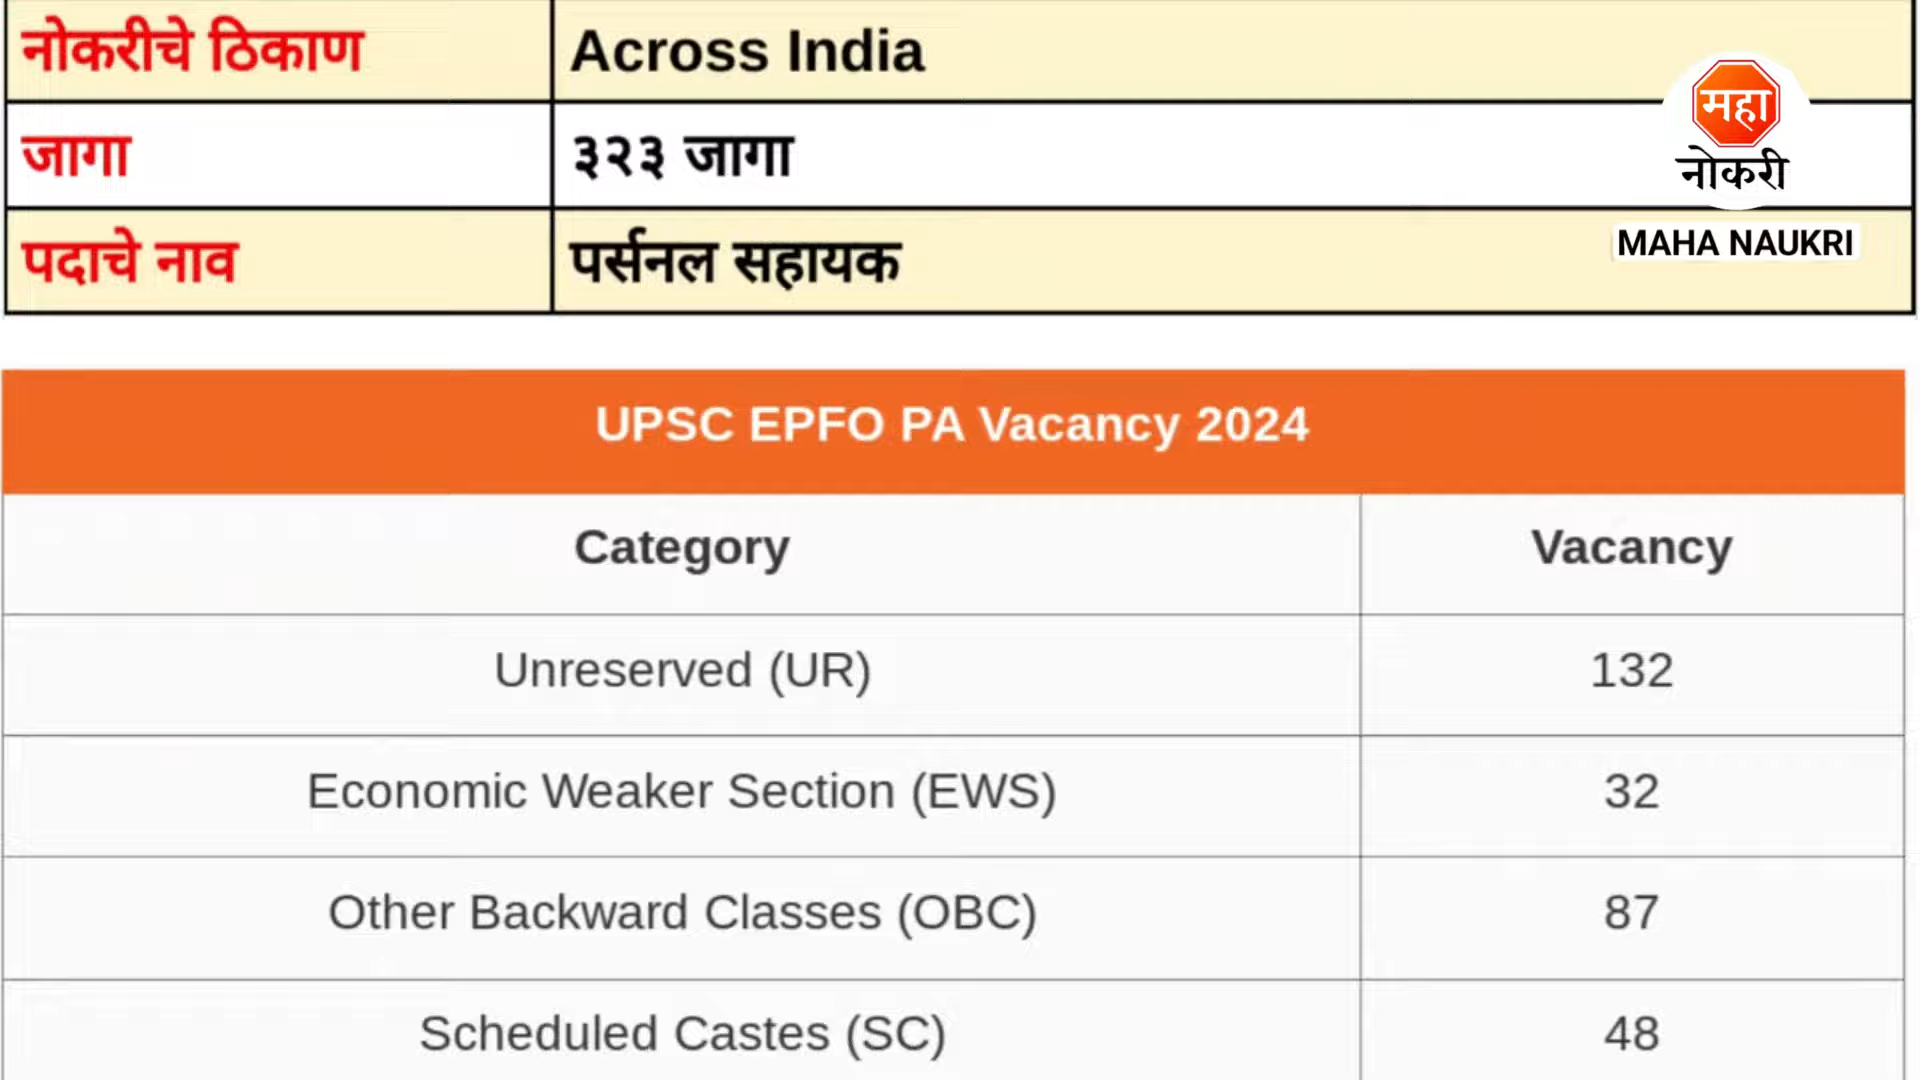 नोकरीचे ठिकाण Across India
जागा ३२३ जागा
पदाचे नाव पर्सनल सहायक
महा
नोकरी
MAHA NAUKRI
UPSC EPFO PA Vacancy 2024
Category Vacancy
Unreserved (UR) 132
Economic Weaker Section (EWS) 32
Other Backward Classes (OBC) 87
Scheduled Castes (SC) 48